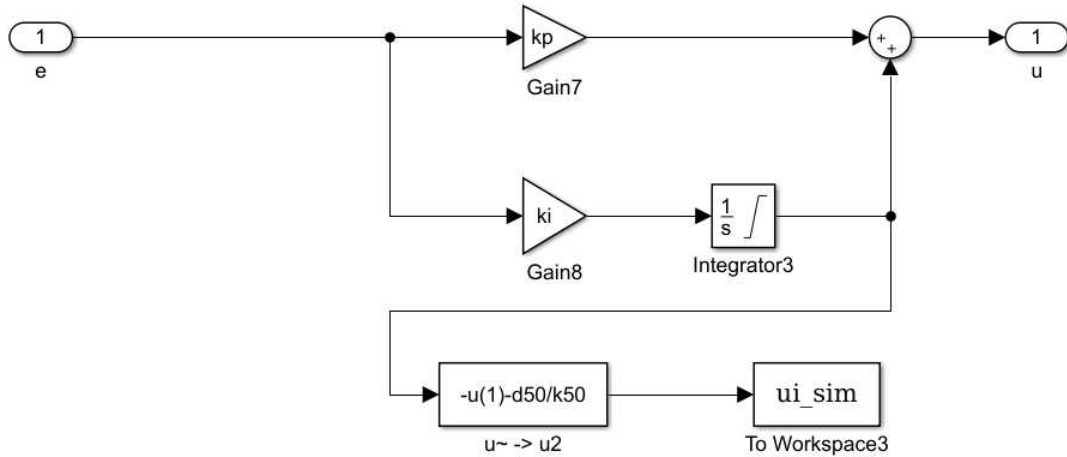 1
e
kp
Gain7
+
+
1
u
ki
Gain8
1
s
Integrator3
-u(1)-d50/k50
u~ -> u2
ui_sim
To Workspace3